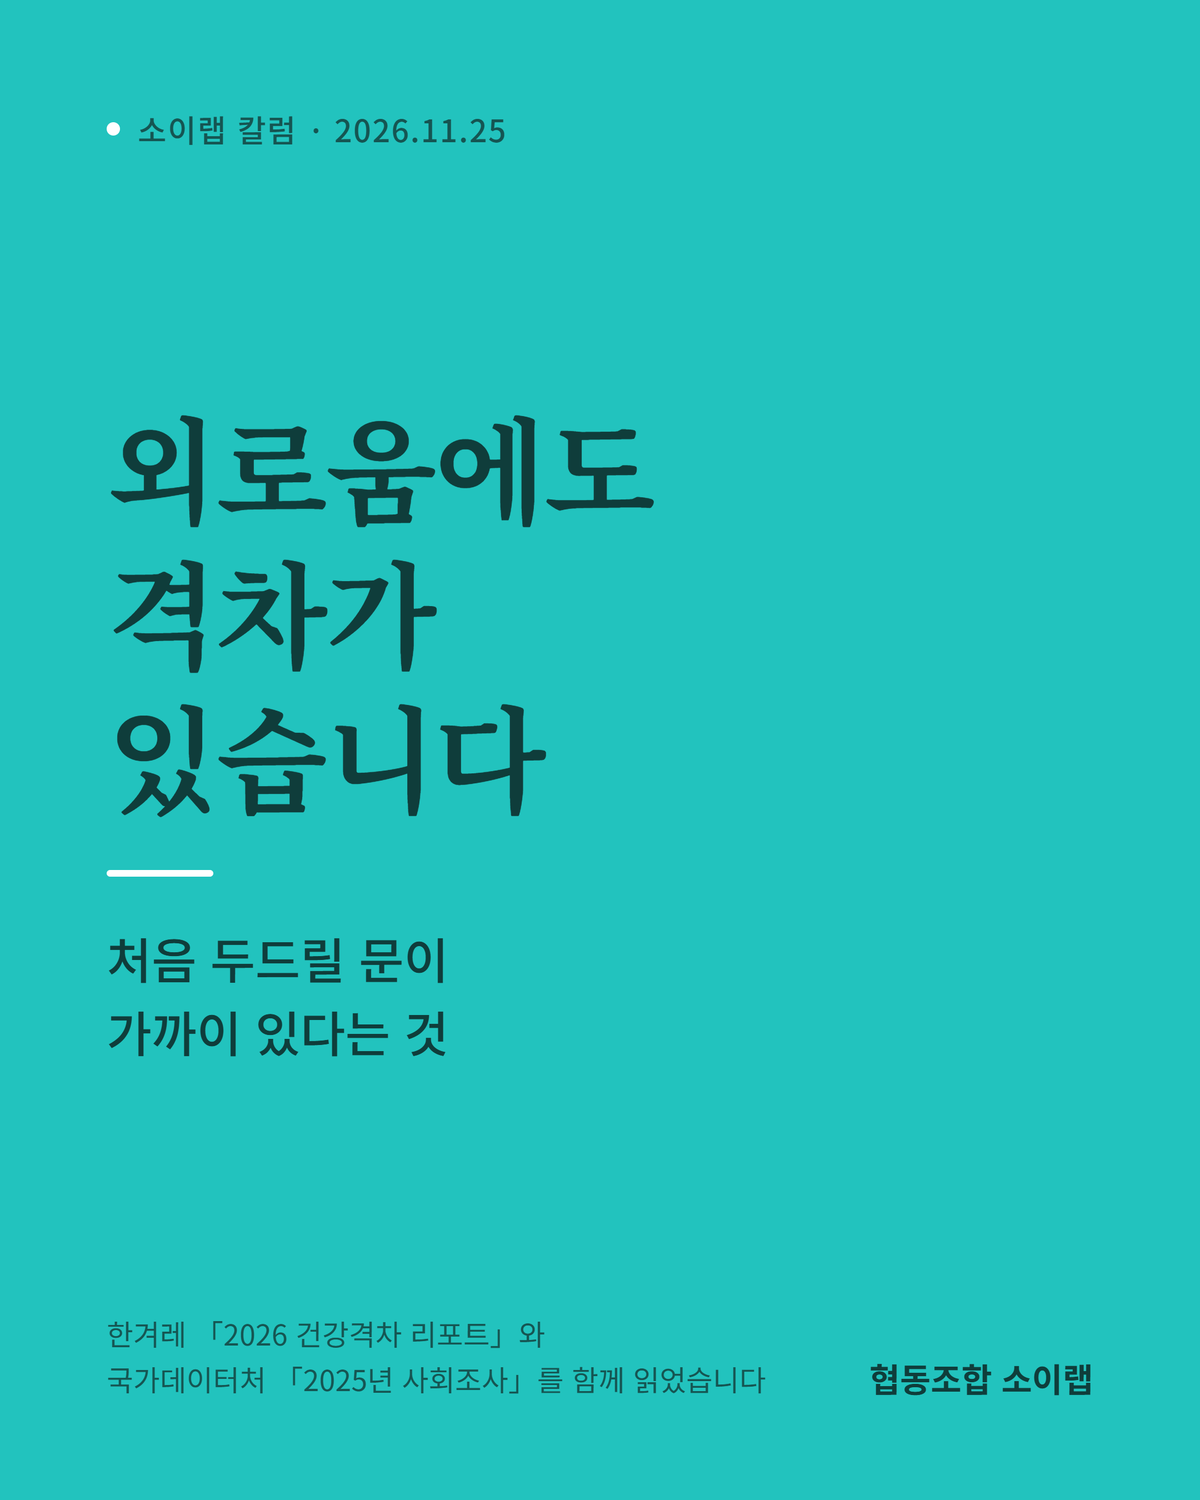 소이랩 칼럼 · 2026.11.25
외로움에도
격차가
있습니다
처음 두드릴 문이
가까이 있다는 것
한겨레 「2026 건강격차 리포트」와
국가데이터처 「2025년 사회조사」를 함께 읽었습니다
협동조합 소이랩